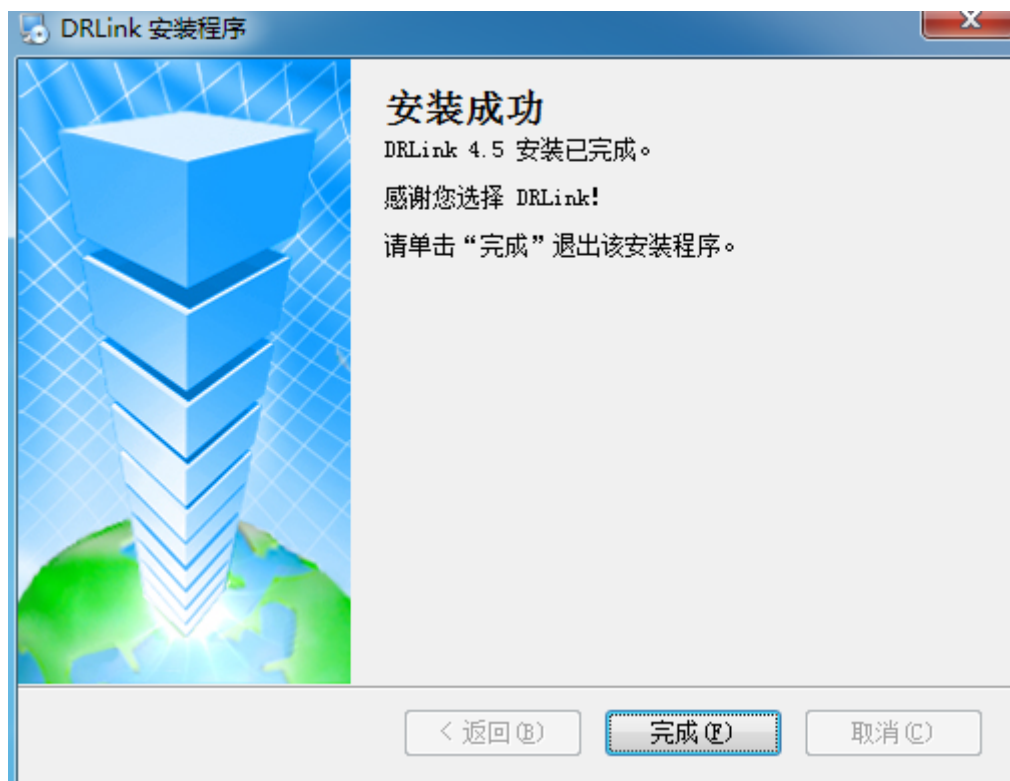 DRLink 安装程序
安装成功
DRLink 4.5 安装已完成。
感谢您选择 DRLink!
请单击“完成”退出该安装程序。
< 返回(B)
完成(F)
取消(C)